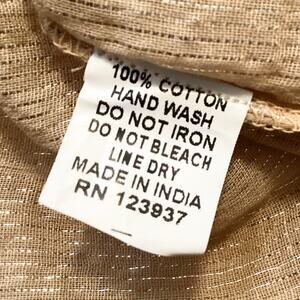 100% COTTON
HAND WASH
DO NOT IRON
DO NOT BLEACH
LINE DRY
MADE IN INDIA
RN 123937